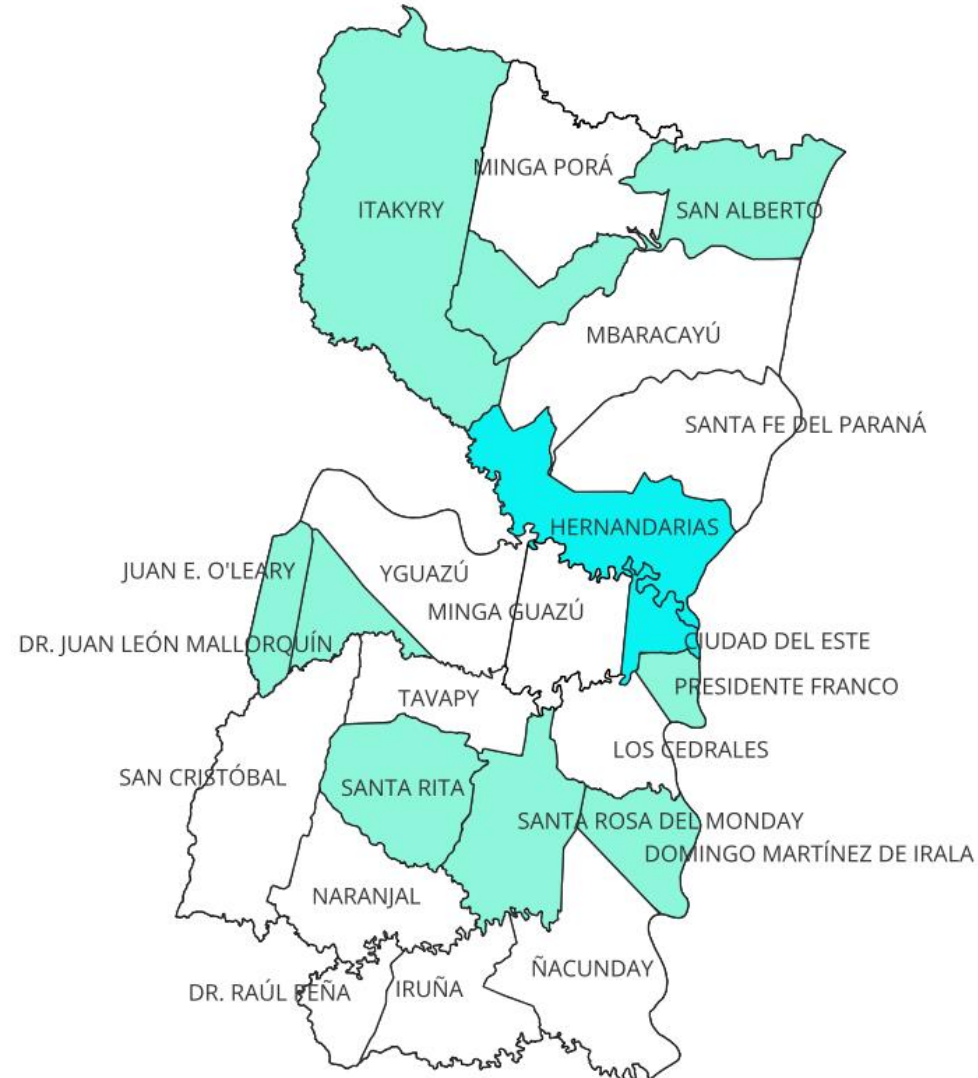 MINGA PORÁ
ITAKYRY
SAN ALBERTO
MBARACAYÚ
SANTA FE DEL PARANÁ
HERNANDARIAS
JUAN E. O'LEARY
YGUAZÚ
MINGA GUAZÚ
DR. JUAN LEÓN MALLORQUÍN
CIUDAD DEL ESTE
PRESIDENTE FRANCO
TAVAPY
LOS CEDRALES
SAN CRISTÓBAL
SANTA RITA
SANTA ROSA DEL MONDAY
DOMINGO MARTÍNEZ DE IRALA
NARANJAL
ÑACUNDAY
DR. RAÚL PEÑA
IRUÑA